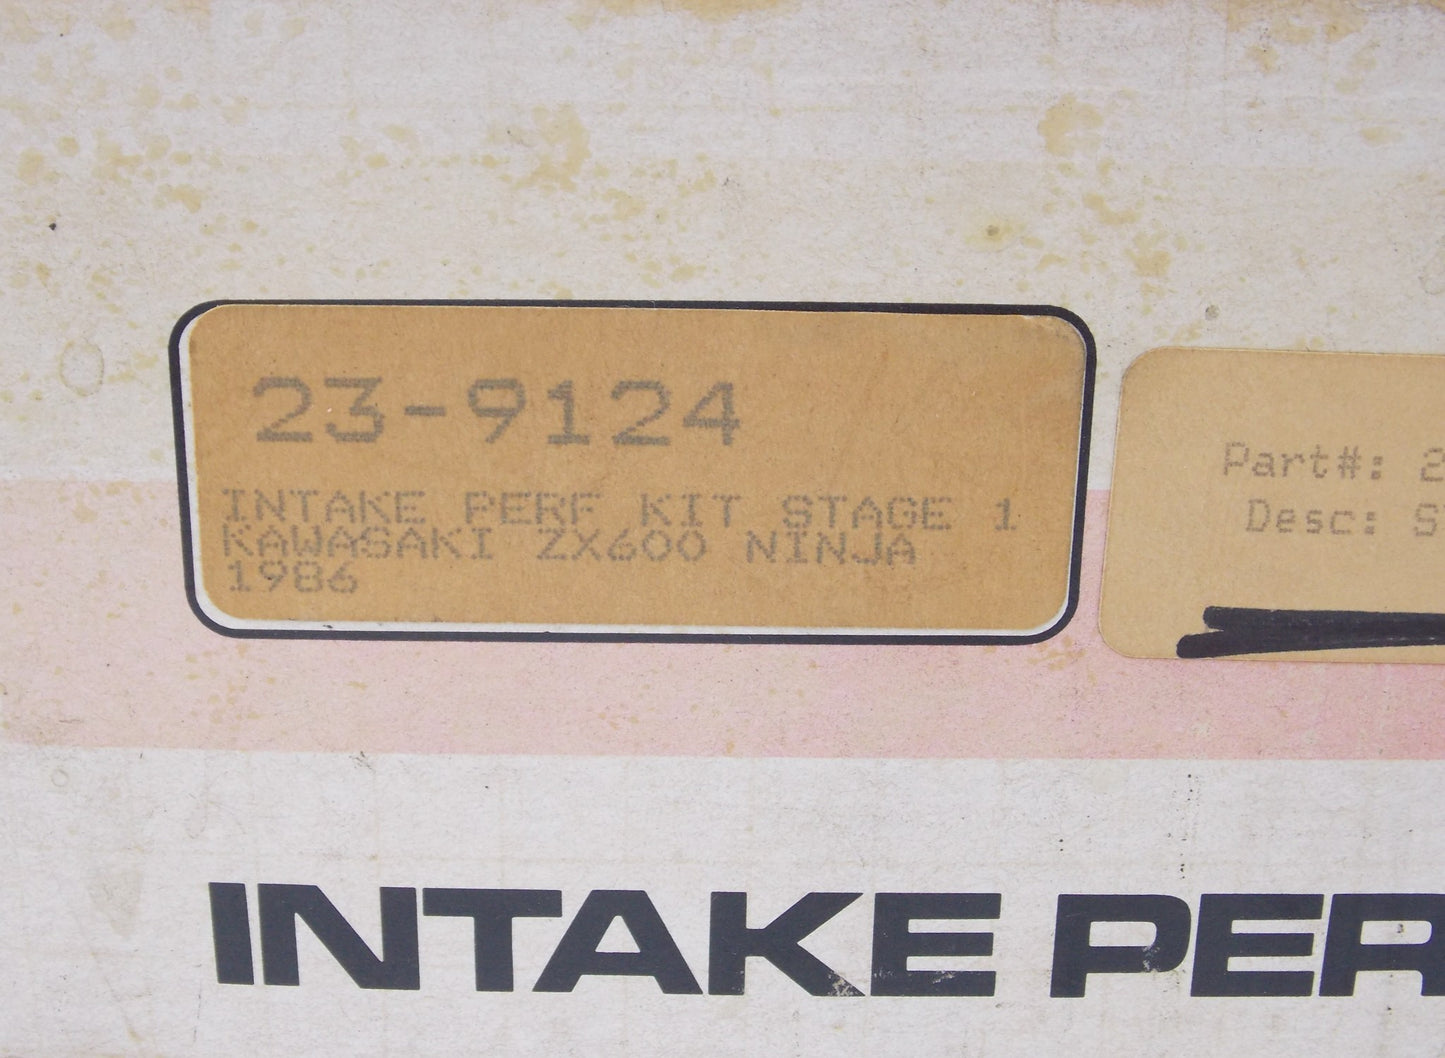 23-9124
INTAKE PERF KIT STAGE 1
KAWASAKI ZX600 NINJA
1986
Part#: 2
Desc: S
INTAKE PER